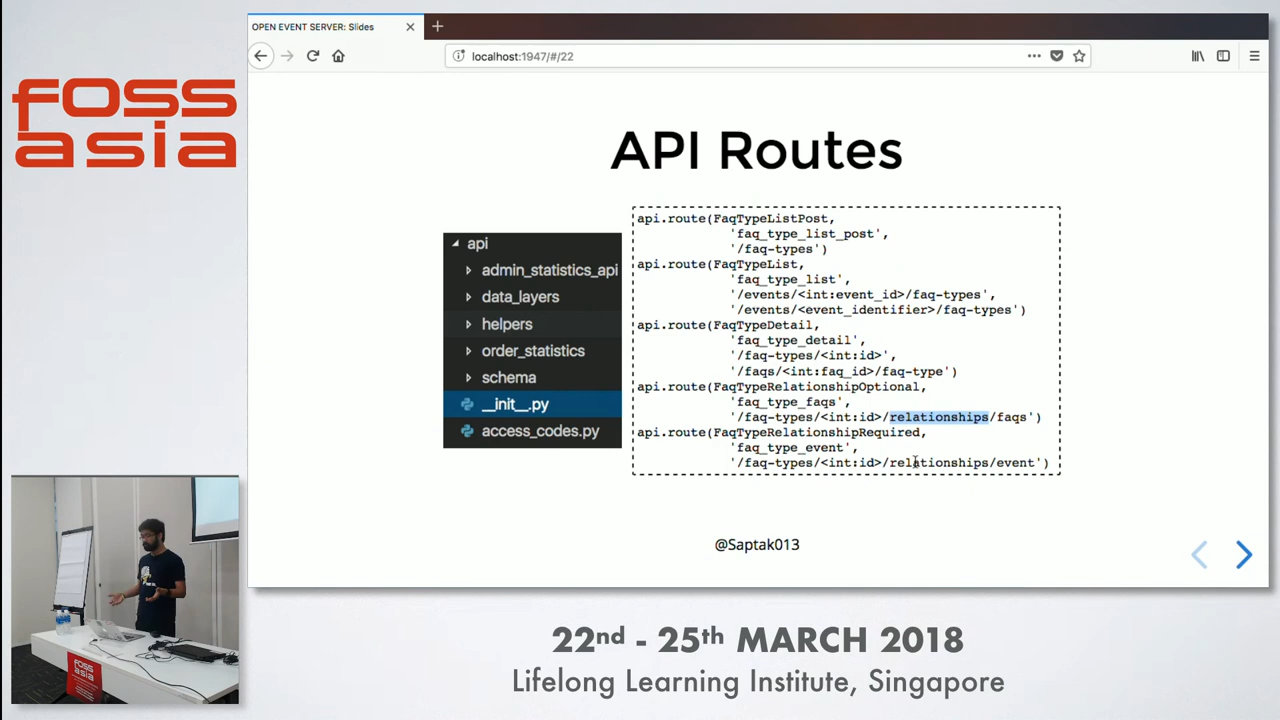 OPEN EVENT SERVER: Slides
localhost:1947/#/22
foss
asia
API Routes
api
admin_statistics_api
data_layers
helpers
order_statistics
schema
__init__.py
access_codes.py
api.route(FaqTypeListPost,
'faq_type_list_post',
'/faq-types')
api.route(FaqTypeList,
'faq_type_list',
'/events/<int:event_id>/faq-types',
'/events/<event_identifier>/faq-types')
api.route(FaqTypeDetail,
'faq_type_detail',
'/faq-types/<int:id>',
'/faqs/<int:faq_id>/faq-type')
api.route(FaqTypeRelationshipOptional,
'faq_type_faqs',
'/faq-types/<int:id>/relationships/faqs')
api.route(FaqTypeRelationshipRequired,
'faq_type_event',
'/faq-types/<int:id>/relationships/event')
@Saptak013
foss
asia
22nd - 25th MARCH 2018
Lifelong Learning Institute, Singapore